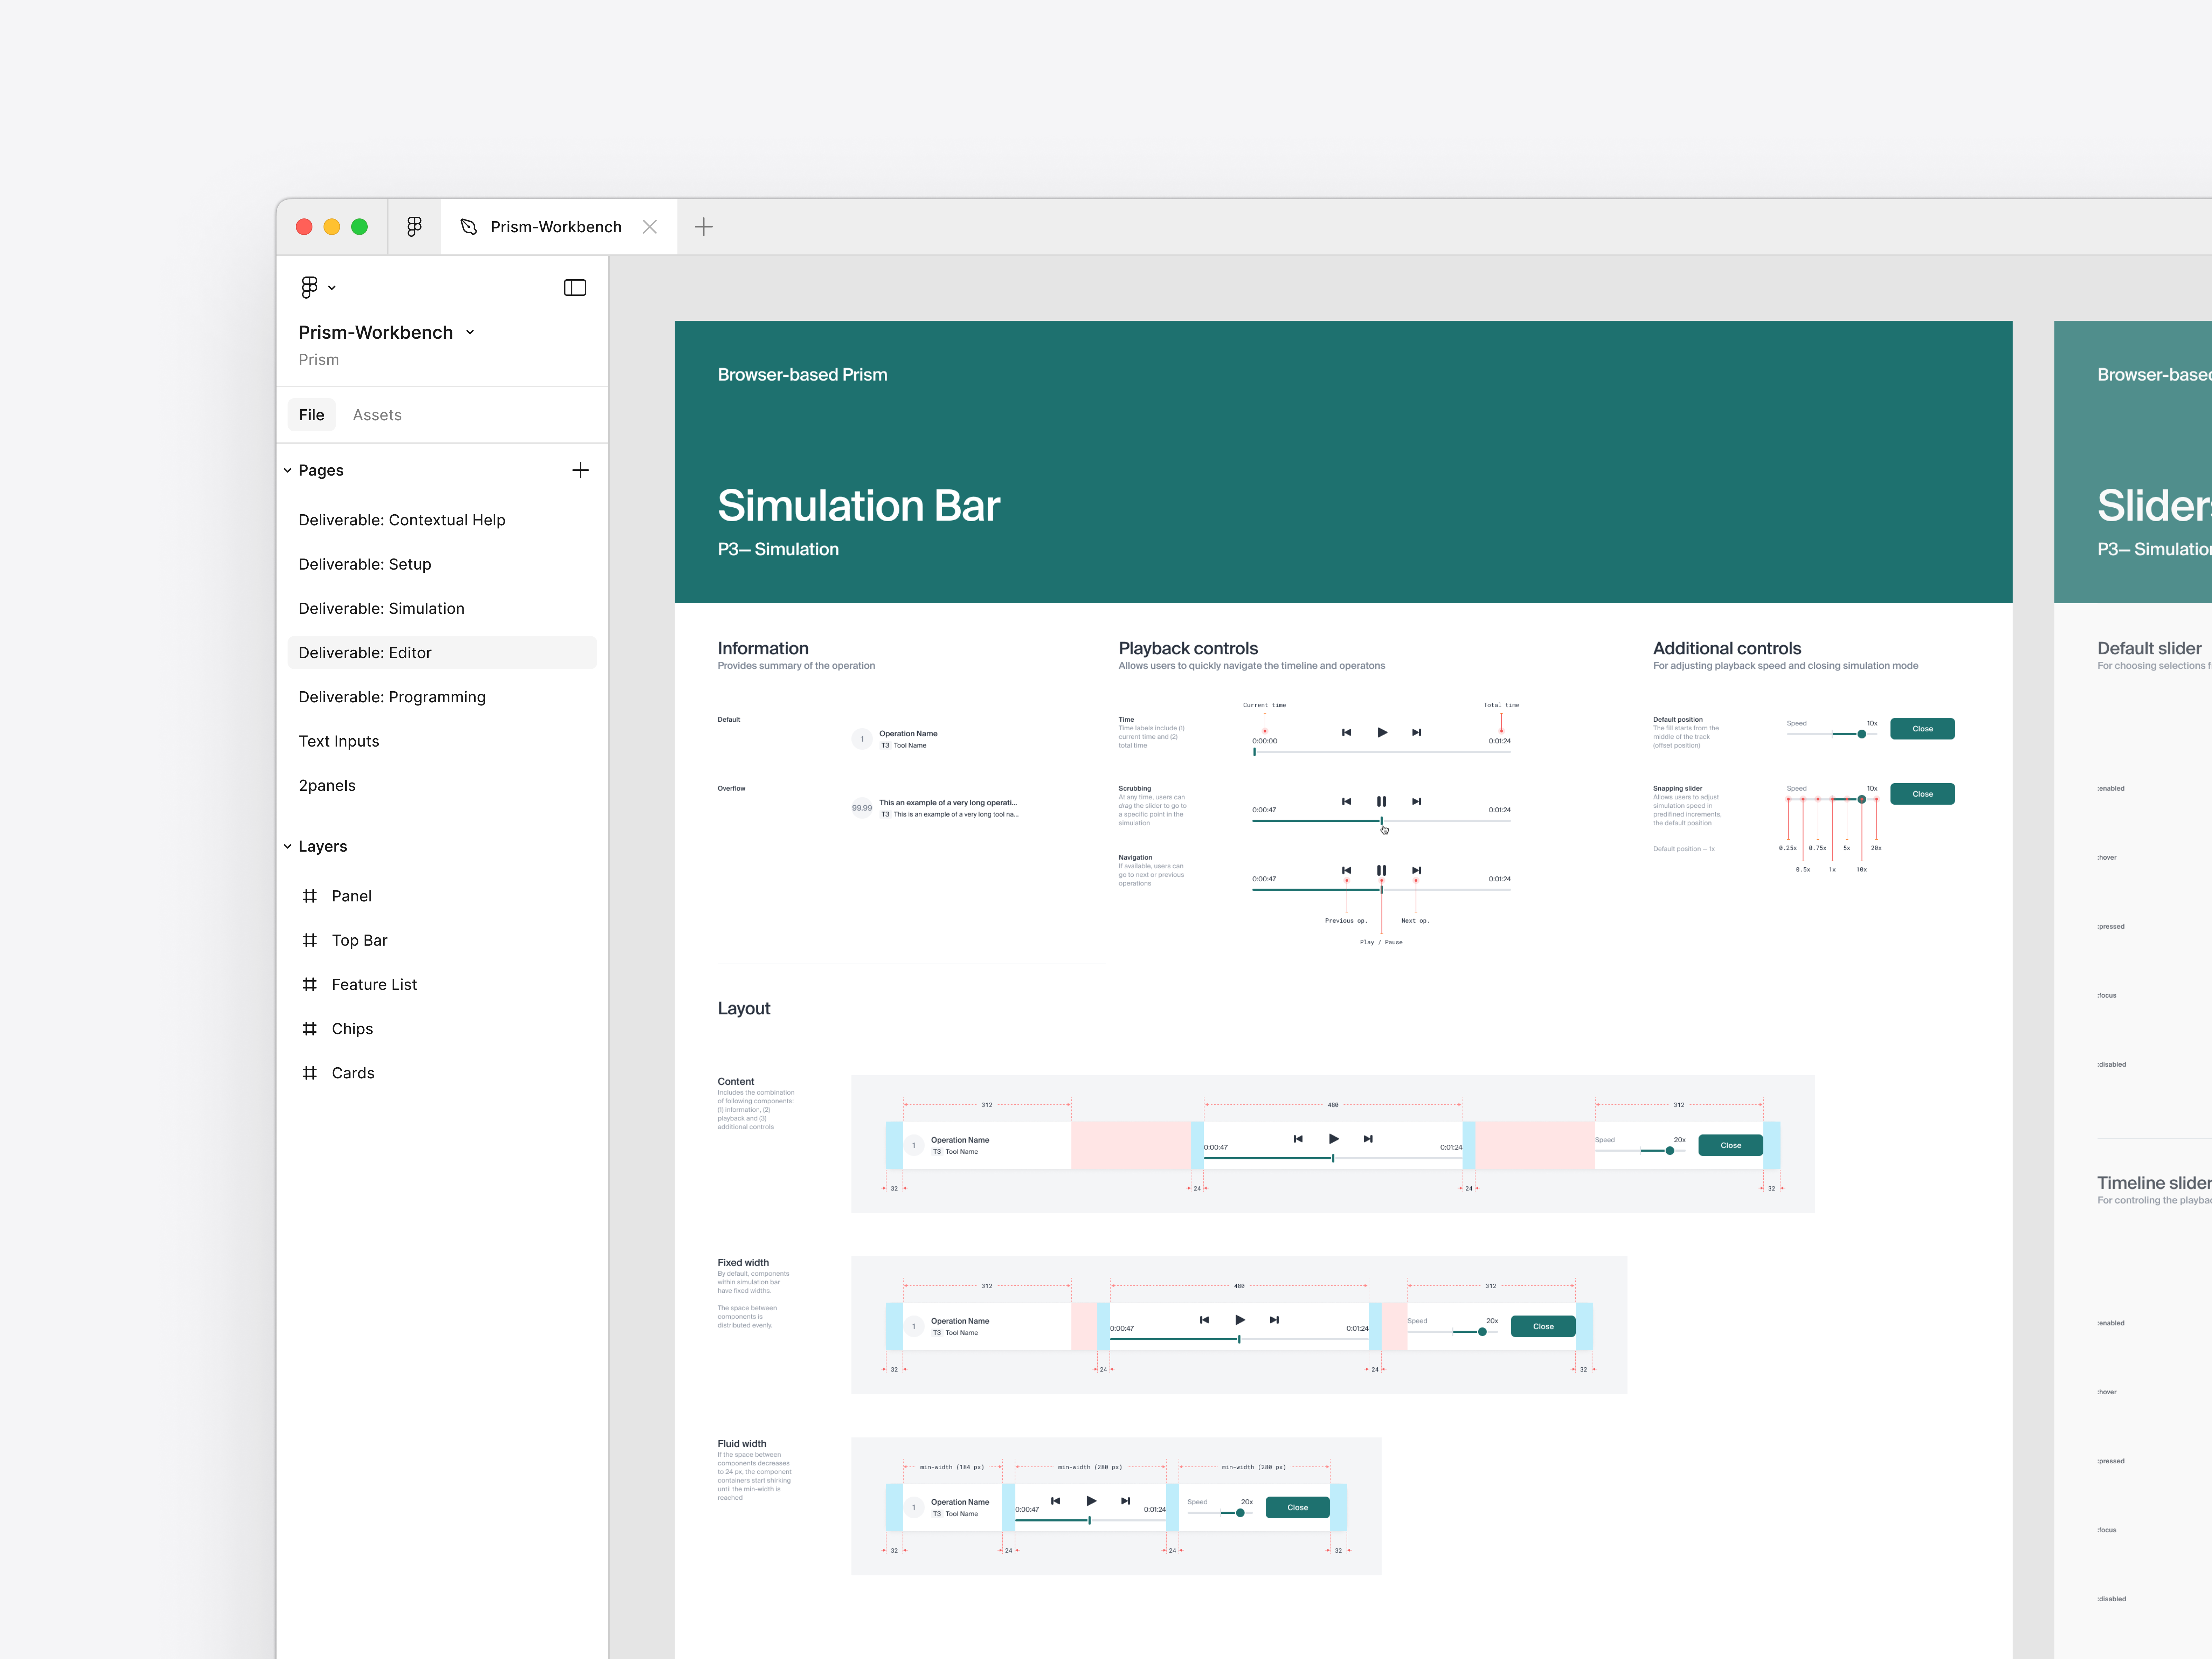 Prism-Workbench
Prism-Workbench
Prism
File
Assets
Pages
Deliverable: Contextual Help
Deliverable: Setup
Deliverable: Simulation
Deliverable: Editor
Deliverable: Programming
Text Inputs
2panels
Layers
Panel
Top Bar
Feature List
Chips
Cards
Browser-based Prism
Simulation Bar
P3— Simulation
Information
Provides summary of the operation
Default
1
Operation Name
T3 Tool Name
Overflow
99.99
This an example of a very long operati...
T3 This is an example of a very long tool na...
Playback controls
Allows users to quickly navigate the timeline and operatons
Time
Time labels include (1)
current time and (2)
total time
Current time
Total time
0:00:00
0:01:24
Scrubbing
At any time, users can
drag the slider to go to
a specific point in the
simulation
0:00:47
0:01:24
Navigation
If available, users can
go to next or previous
operations
0:00:47
0:01:24
Previous op.
Next op.
Play / Pause
Additional controls
For adjusting playback speed and closing simulation mode
Default position
The fill starts from the
middle of the track
(offset position)
Speed
10x
Close
Snapping slider
Allows users to adjust
simulation speed in
predifined increments,
the default position
Default position — 1x
Speed
10x
Close
0.25x
0.75x
5x
20x
0.5x
1x
10x
Layout
Content
Includes the combination
of following components:
(1) information, (2)
playback and (3)
additional controls
312
480
312
1
Operation Name
T3 Tool Name
0:00:47
0:01:24
Speed
20x
Close
32
24
24
32
Fixed width
By default, components
within simulation bar
have fixed widths.
The space between
components is
distributed evenly.
312
480
312
1
Operation Name
T3 Tool Name
0:00:47
0:01:24
Speed
20x
Close
32
24
24
32
Fluid width
If the space between
components decreases
to 24 px, the component
containers start shirking
until the min-width is
reached
min-width (184 px)
min-width (280 px)
min-width (280 px)
1
Operation Name
T3 Tool Name
0:00:47
0:01:24
Speed
20x
Close
32
24
24
32
Browser-based
Sliders
P3— Simulation
Default slider
For choosing selections f
:enabled
:hover
:pressed
:focus
:disabled
Timeline slider
For controling the playbac
:enabled
:hover
:pressed
:focus
:disabled